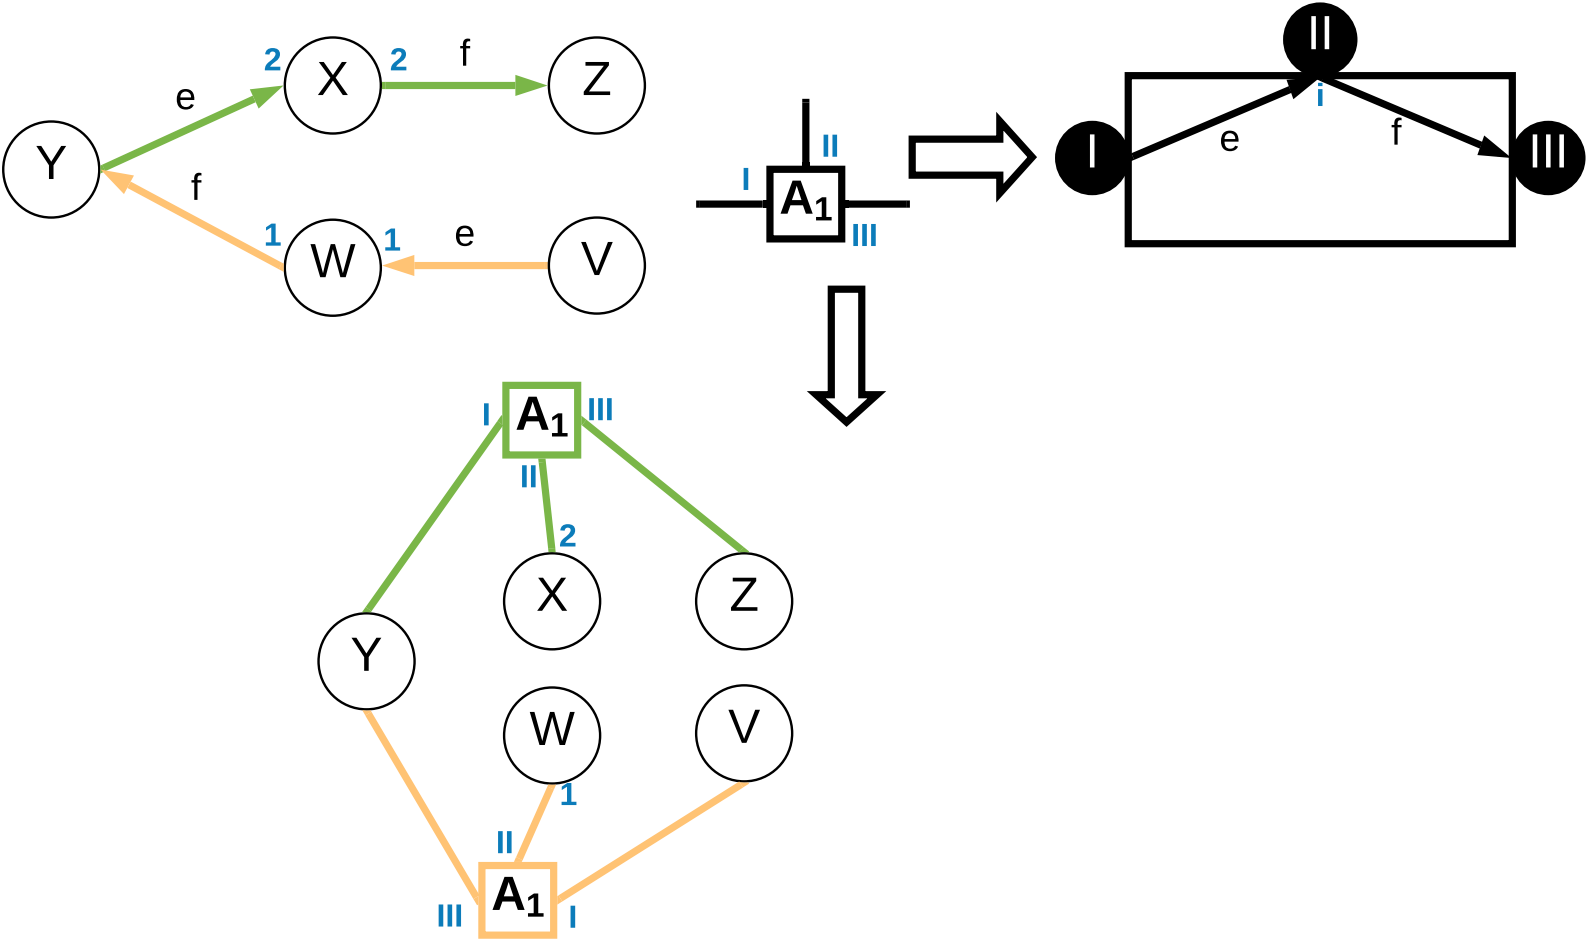 2 X 2 f Z
e
Y
f
1 W 1 e V
II
I A1
III
II
i
I e f III
I A1 III
II
2
X Z
Y
W V
1
II
A1
III I